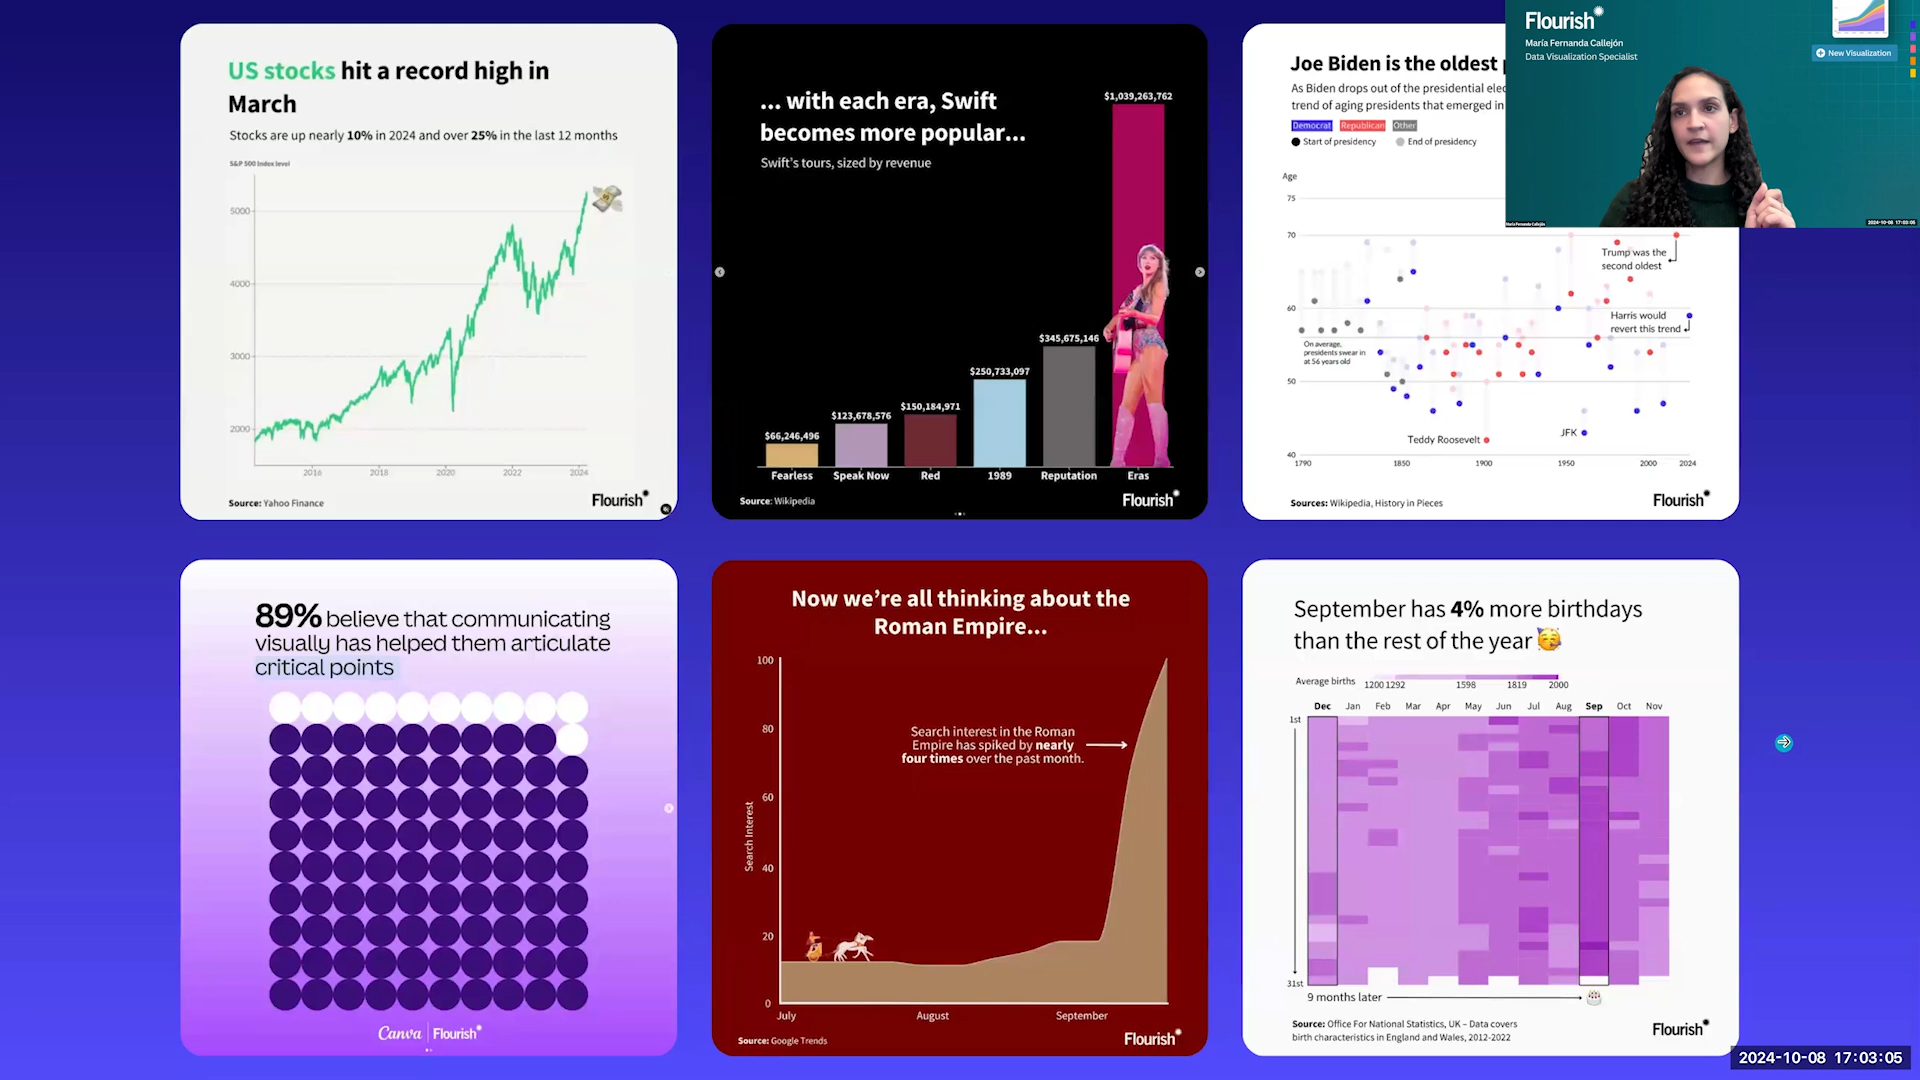 US stocks hit a record high in
March
Stocks are up nearly 10% in 2024 and over 25% in the last 12 months
S&P 500 Index level
5000
4000
3000
2000
2016
2018
2020
2022
2024
Source: Yahoo Finance
Flourish
... with each era, Swift
becomes more popular...
Swift's tours, sized by revenue
$66,246,496
$123,678,576
$150,184,971
$250,733,097
$345,675,146
$1,039,263,762
Fearless
Speak Now
Red
1989
Reputation
Eras
Source: Wikipedia
Flourish
Joe Biden is the oldest
As Biden drops out of the presidential elec
trend of aging presidents that emerged in
Democrat
Republican
Other
Start of presidency
End of presidency
Age
75
70
60
50
40
Trump was the
second oldest
Harris would
revert this trend
On average,
presidents swear in
at 56 years old
Teddy Roosevelt
JFK
1790
1850
1900
1950
2000
2024
Sources: Wikipedia, History in Pieces
Flourish
Flourish
María Fernanda Callejón
Data Visualization Specialist
New Visualization
María Fernanda Callejón
2024-10-08 17:03:05
89% believe that communicating
visually has helped them articulate
critical points
Canva
Flourish
Now we're all thinking about the
Roman Empire...
100
80
60
40
20
0
Search Interest
Search interest in the Roman
Empire has spiked by nearly
four times over the past month.
July
August
September
Source: Google Trends
Flourish
September has 4% more birthdays
than the rest of the year
Average births
1200
1292
1598
1819
2000
Dec
Jan
Feb
Mar
Apr
May
Jun
Jul
Aug
Sep
Oct
Nov
1st
31st
9 months later
Source: Office For National Statistics, UK – Data covers
birth characteristics in England and Wales, 2012-2022
Flourish
2024-10-08 17:03:05